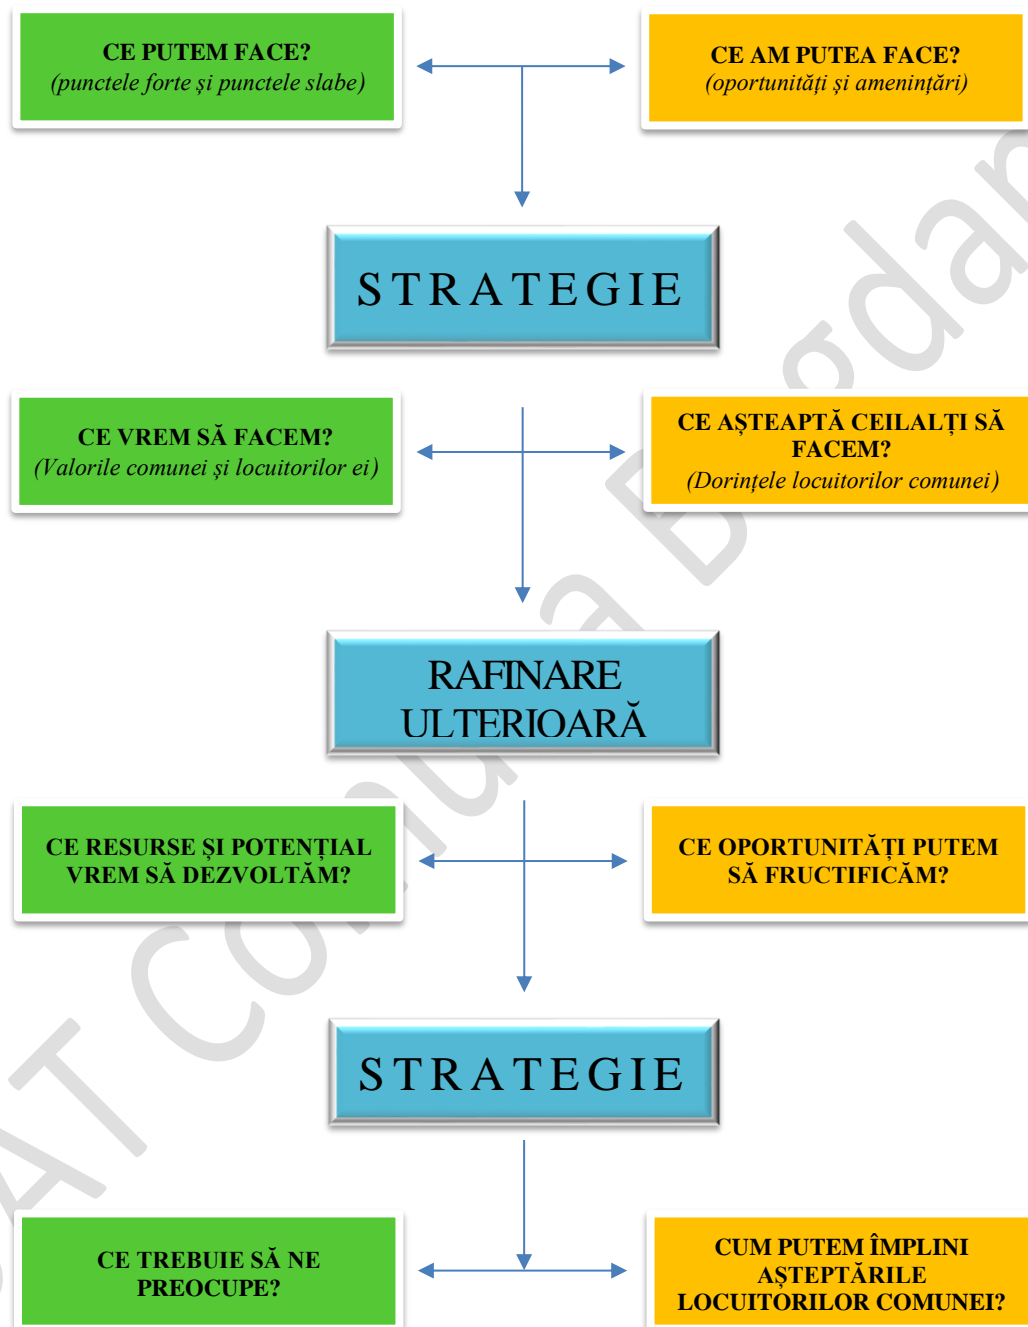 CE PUTEM FACE?
(punctele forte și punctele slabe)
CE AM PUTEA FACE?
(oportunități și amenințări)
STRATEGIE
CE VREM SĂ FACEM?
(Valorile comunei și locuitorilor ei)
CE AȘTEAPTĂ CEILALȚI SĂ
FACEM?
(Dorințele locuitorilor comunei)
RAFINARE
ULTERIOARĂ
CE RESURSE ȘI POTENȚIAL
VREM SĂ DEZVOLTĂM?
CE OPORTUNITĂȚI PUTEM
SĂ FRUCTIFICĂM?
STRATEGIE
CE TREBUIE SĂ NE
PREOCUPE?
CUM PUTEM ÎMPLINI
AȘTEPTĂRILE
LOCUITORILOR COMUNEI?